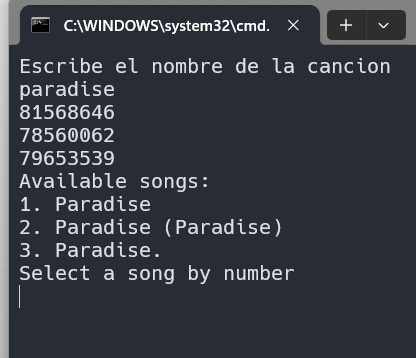 C:\WINDOWS\system32\cmd.
Escribe el nombre de la cancion
paradise
81568646
78560062
79653539
Available songs:
1. Paradise
2. Paradise (Paradise)
3. Paradise.
Select a song by number